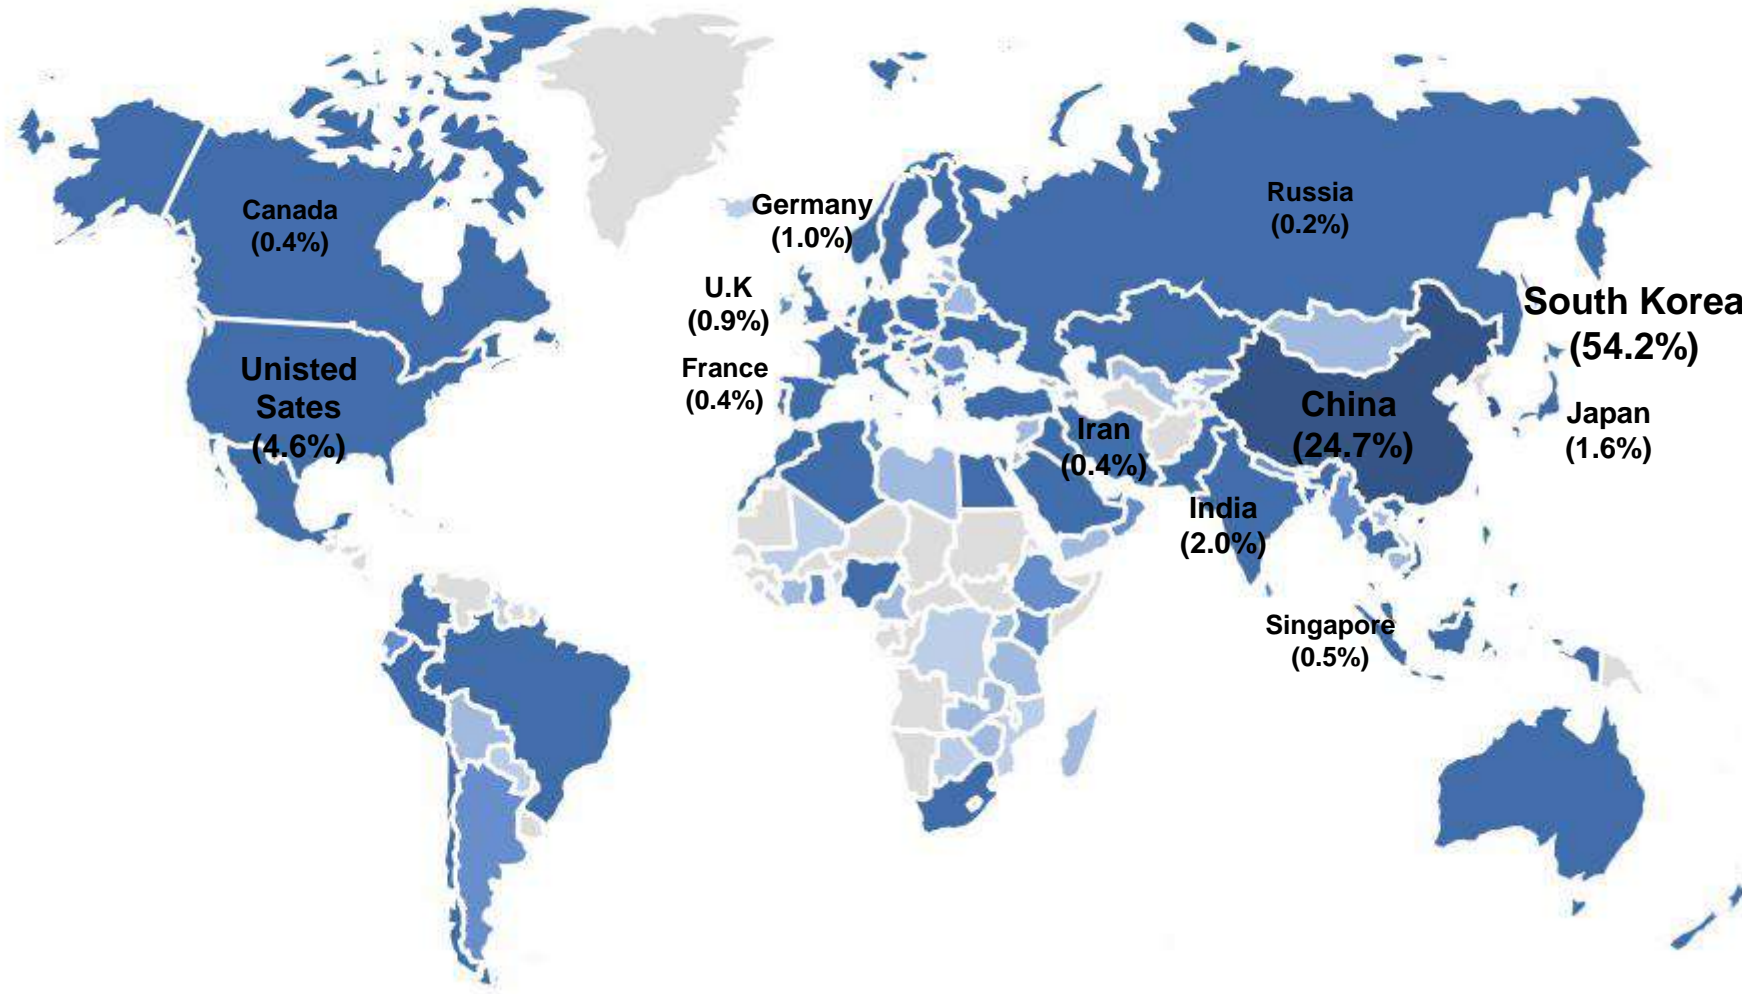 Canada
(0.4%)
Unisted
Sates
(4.6%)
Germany
(1.0%)
U.K
(0.9%)
France
(0.4%)
Russia
(0.2%)
South Korea
(54.2%)
China
(24.7%)
Japan
(1.6%)
Iran
(0.4%)
India
(2.0%)
Singapore
(0.5%)